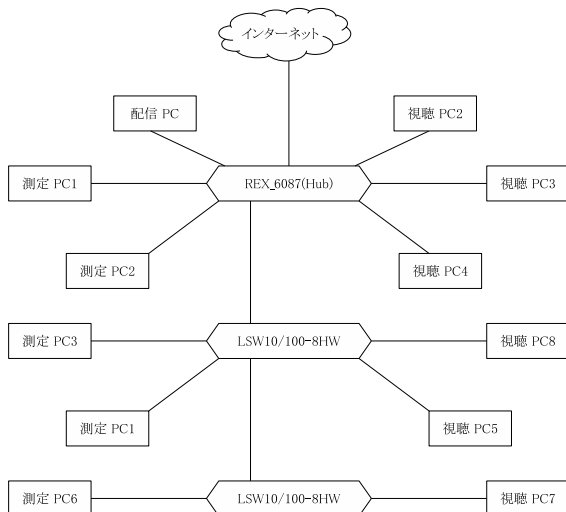 インターネット
配信 PC
視聴 PC2
測定 PC1
REX_6087(Hub)
視聴 PC3
測定 PC2
視聴 PC4
測定 PC3
LSW10/100-8HW
視聴 PC8
測定 PC1
視聴 PC5
測定 PC6
LSW10/100-8HW
視聴 PC7